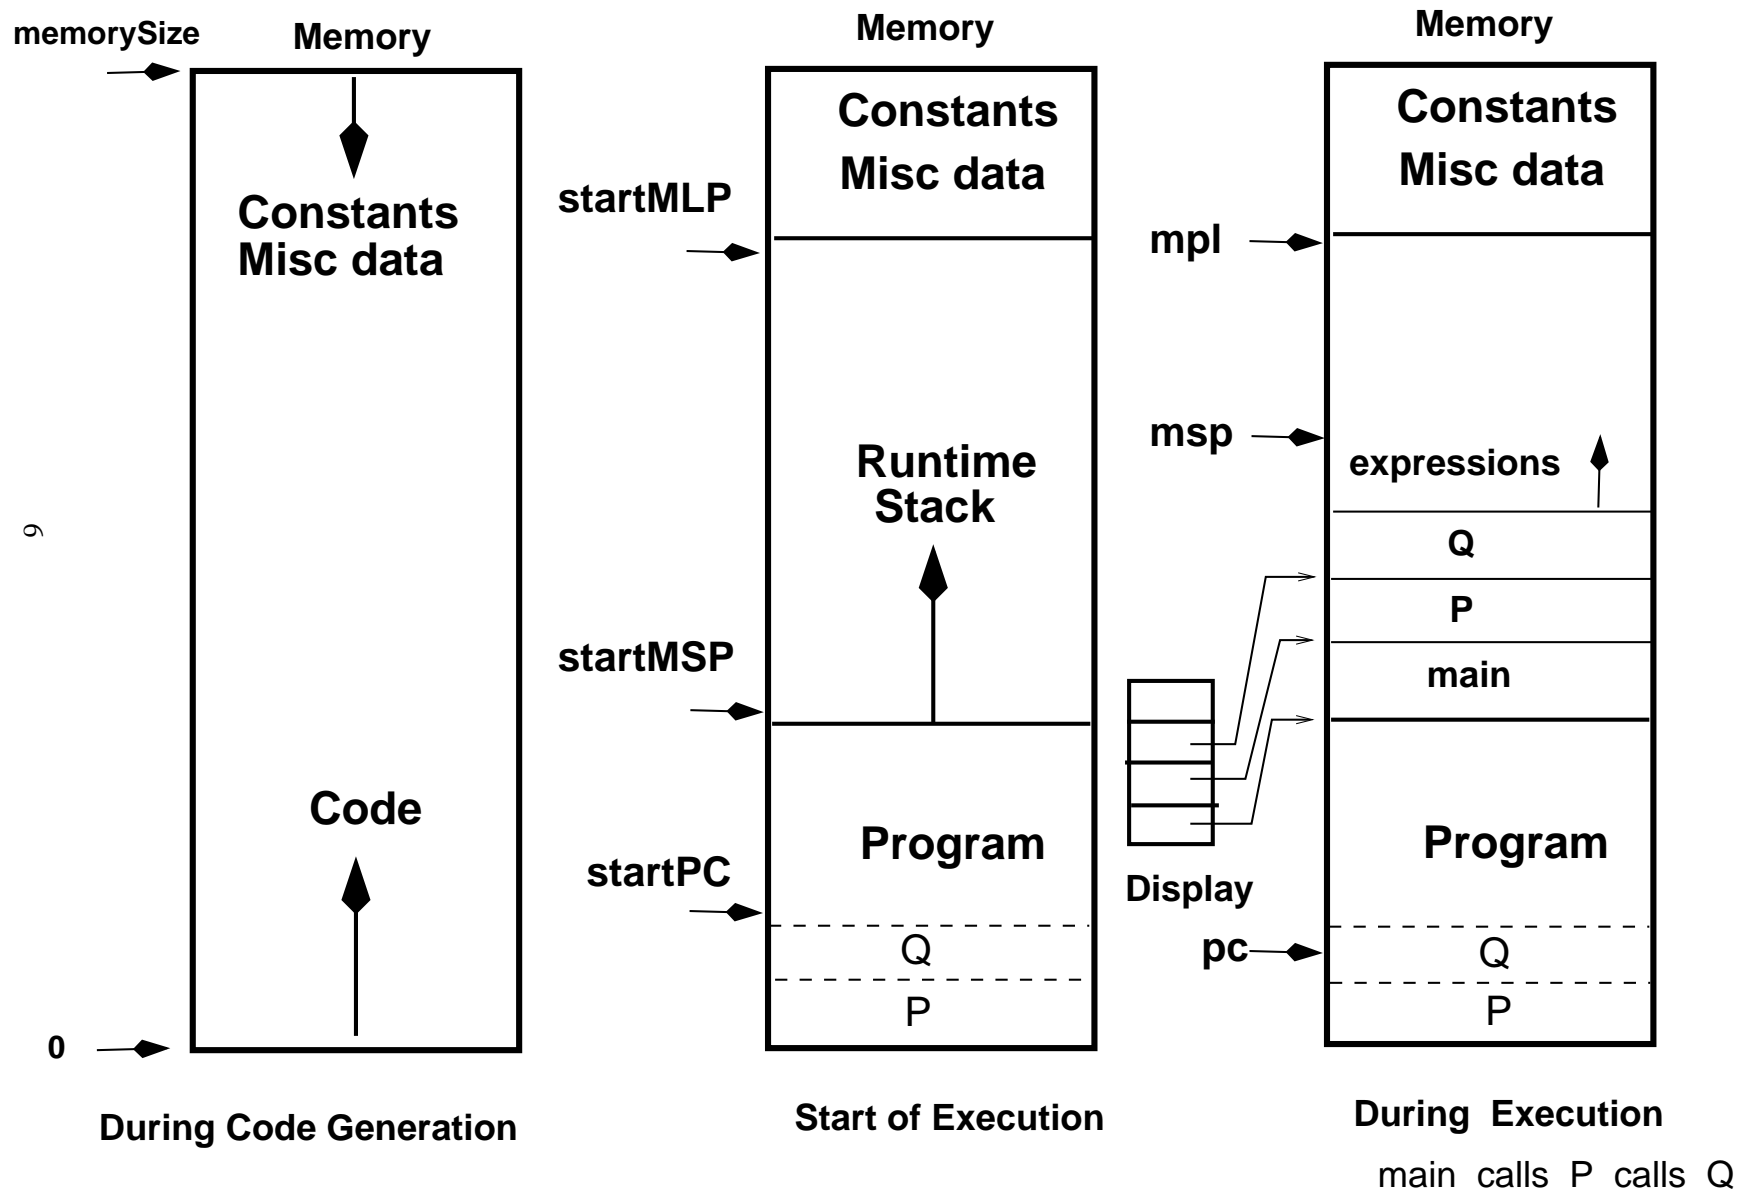 memorySize
Memory
Constants
Misc data
Code
0
During Code Generation
Memory
Constants
Misc data
startMLP
Runtime
Stack
startMSP
Program
startPC
Q
P
Start of Execution
Memory
Constants
Misc data
mpl
msp
expressions
Q
P
main
Display
Program
pc
Q
P
During Execution
main calls P calls Q
6